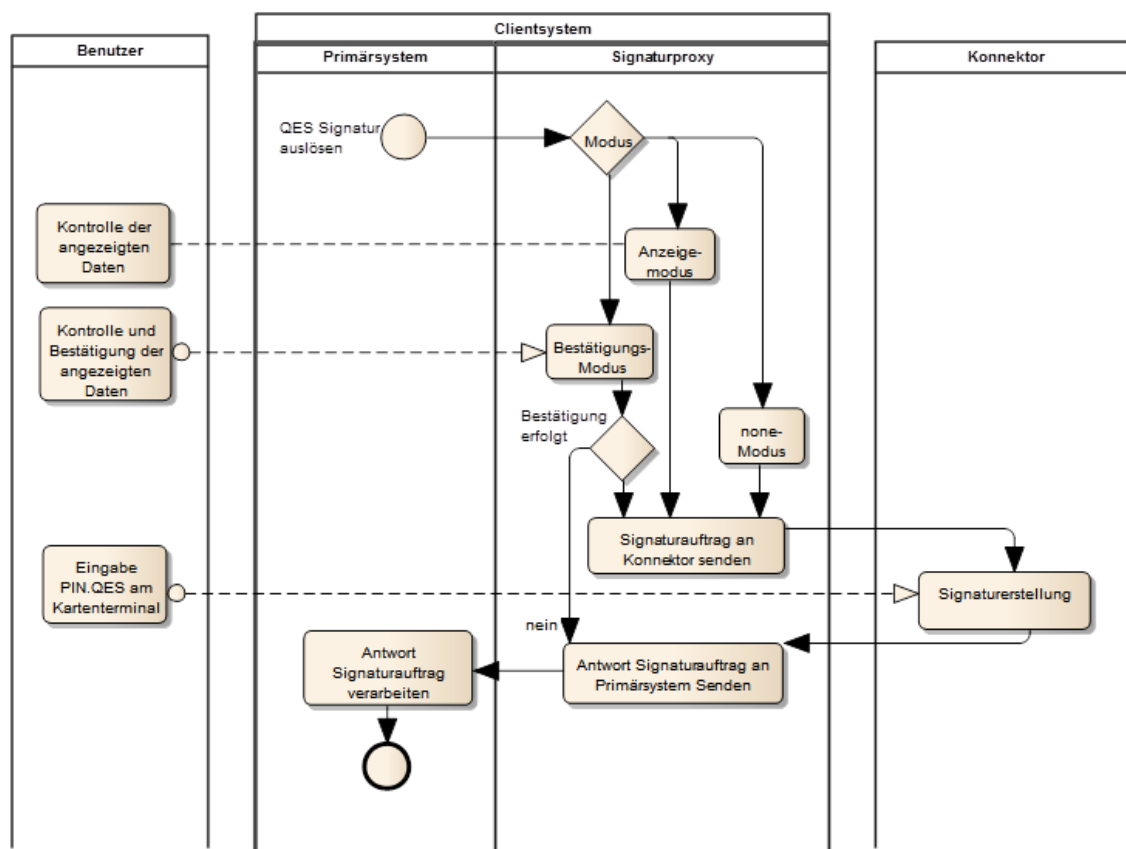 Clientsystem
Benutzer
Primärsystem
Signaturproxy
Konnektor
QES Signatur
auslösen
Modus
Kontrolle der
angezeigten
Daten
Anzeige-
modus
Kontrolle und
Bestätigung der
angezeigten
Daten
Bestätigungs-
Modus
Bestätigung
erfolgt
none-
Modus
Signaturauftrag an
Konnektor senden
Eingabe
PIN.QES am
Kartenterminal
Signaturerstellung
nein
Antwort
Signaturauftrag
verarbeiten
Antwort Signaturauftrag an
Primärsystem Senden